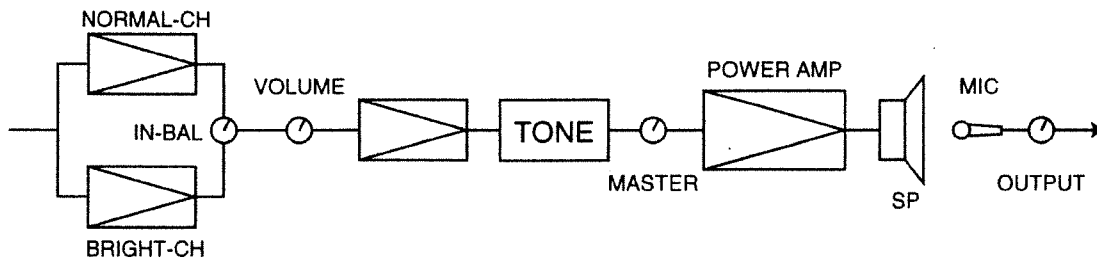 NORMAL-CH
VOLUME
POWER AMP
MIC
IN-BAL
TONE
MASTER
SP
OUTPUT
BRIGHT-CH